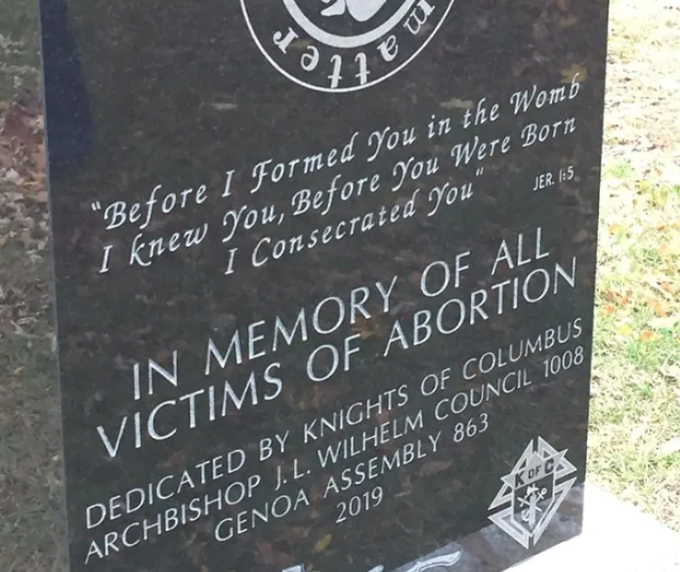 matter
"Before I Formed You in the Womb
I knew You, Before You Were Born
I Consecrated You"
JER. 1:5
IN MEMORY OF ALL
VICTIMS OF ABORTION
DEDICATED BY KNIGHTS OF COLUMBUS
ARCHBISHOP J.L. WILHELM COUNCIL 1008
GENOA ASSEMBLY 863
2019
K OF C